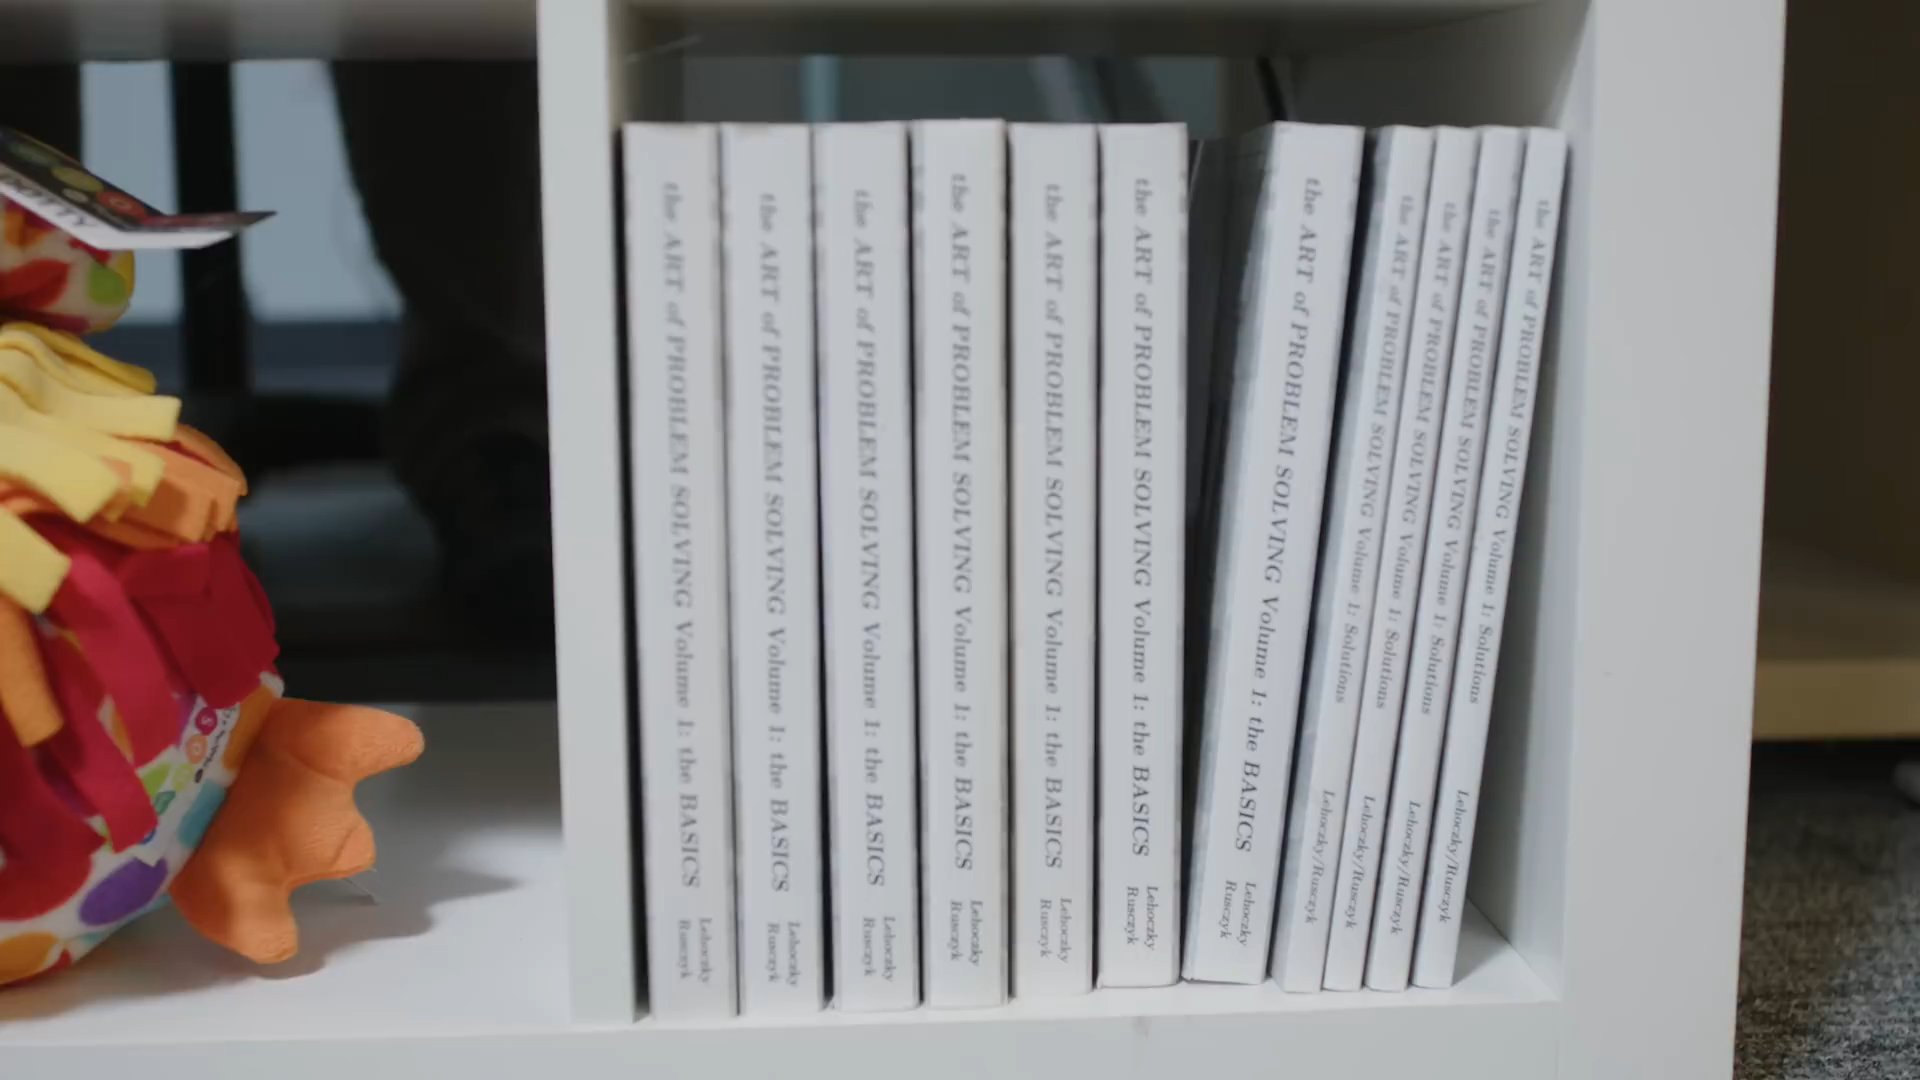 the ART of PROBLEM SOLVING Volume 1: the BASICS
Lehoczky
Rusczyk
the ART of PROBLEM SOLVING Volume 1: the BASICS
Lehoczky
Rusczyk
the ART of PROBLEM SOLVING Volume 1: the BASICS
Lehoczky
Rusczyk
the ART of PROBLEM SOLVING Volume 1: the BASICS
Lehoczky
Rusczyk
the ART of PROBLEM SOLVING Volume 1: the BASICS
Lehoczky
Rusczyk
the ART of PROBLEM SOLVING Volume 1: the BASICS
Lehoczky
Rusczyk
the ART of PROBLEM SOLVING Volume 1: the BASICS
Lehoczky
Rusczyk
the ART of PROBLEM SOLVING Volume 1: Solutions
Lehoczky/Rusczyk
the ART of PROBLEM SOLVING Volume 1: Solutions
Lehoczky/Rusczyk
the ART of PROBLEM SOLVING Volume 1: Solutions
Lehoczky/Rusczyk
the ART of PROBLEM SOLVING Volume 1: Solutions
Lehoczky/Rusczyk